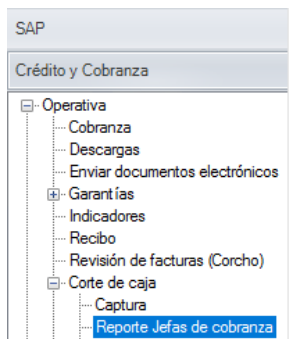 SAP
Crédito y Cobranza
Operativa
Cobranza
Descargas
Enviar documentos electrónicos
Garantías
Indicadores
Recibo
Revisión de facturas (Corcho)
Corte de caja
Captura
Reporte Jefas de cobranza